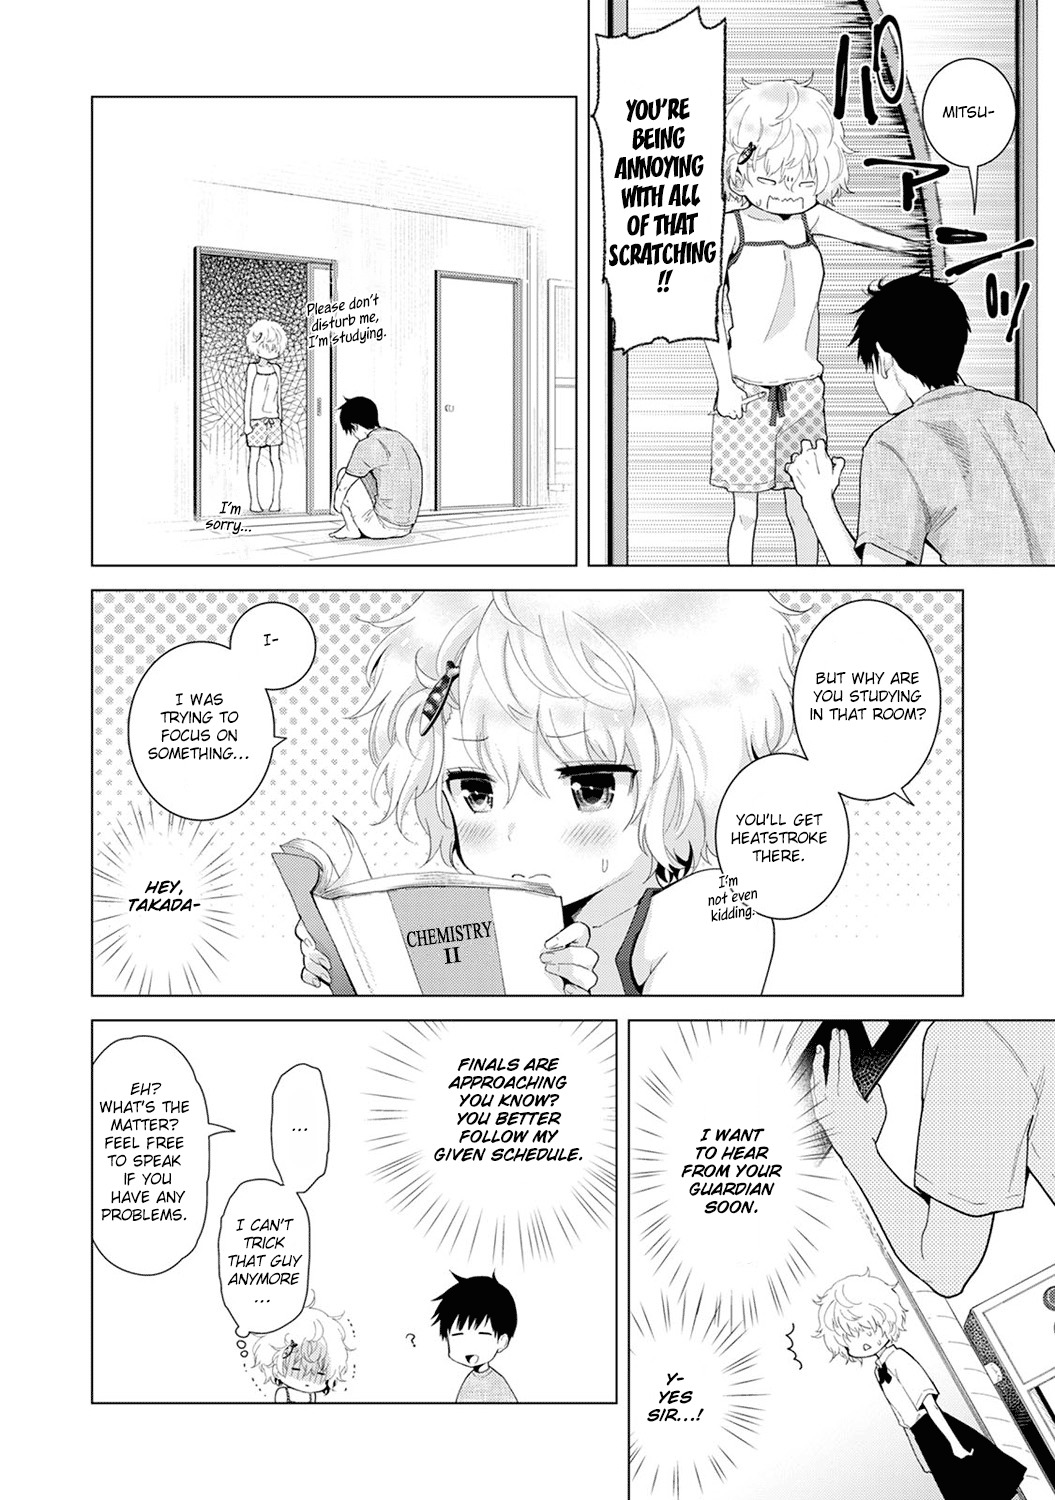 MITSU-
YOU'RE
BEING
ANNOYING
WITH ALL
OF THAT
SCRATCHING
!!
Please don't
disturb me,
I'm studying.
I'm
sorry...
BUT WHY ARE
YOU STUDYING
IN THAT ROOM?
YOU'LL GET
HEATSTROKE
THERE.
I'm
not even
kidding.
I-
I WAS
TRYING TO
FOCUS ON
SOMETHING...
HEY,
TAKADA-
CHEMISTRY
II
I WANT
TO HEAR
FROM YOUR
GUARDIAN
SOON.
Y-
YES
SIR...!
FINALS ARE
APPROACHING
YOU KNOW?
YOU BETTER
FOLLOW MY
GIVEN SCHEDULE.
...
I CAN'T
TRICK
THAT GUY
ANYMORE
...
?
EH?
WHAT'S THE
MATTER?
FEEL FREE
TO SPEAK
IF YOU
HAVE ANY
PROBLEMS.